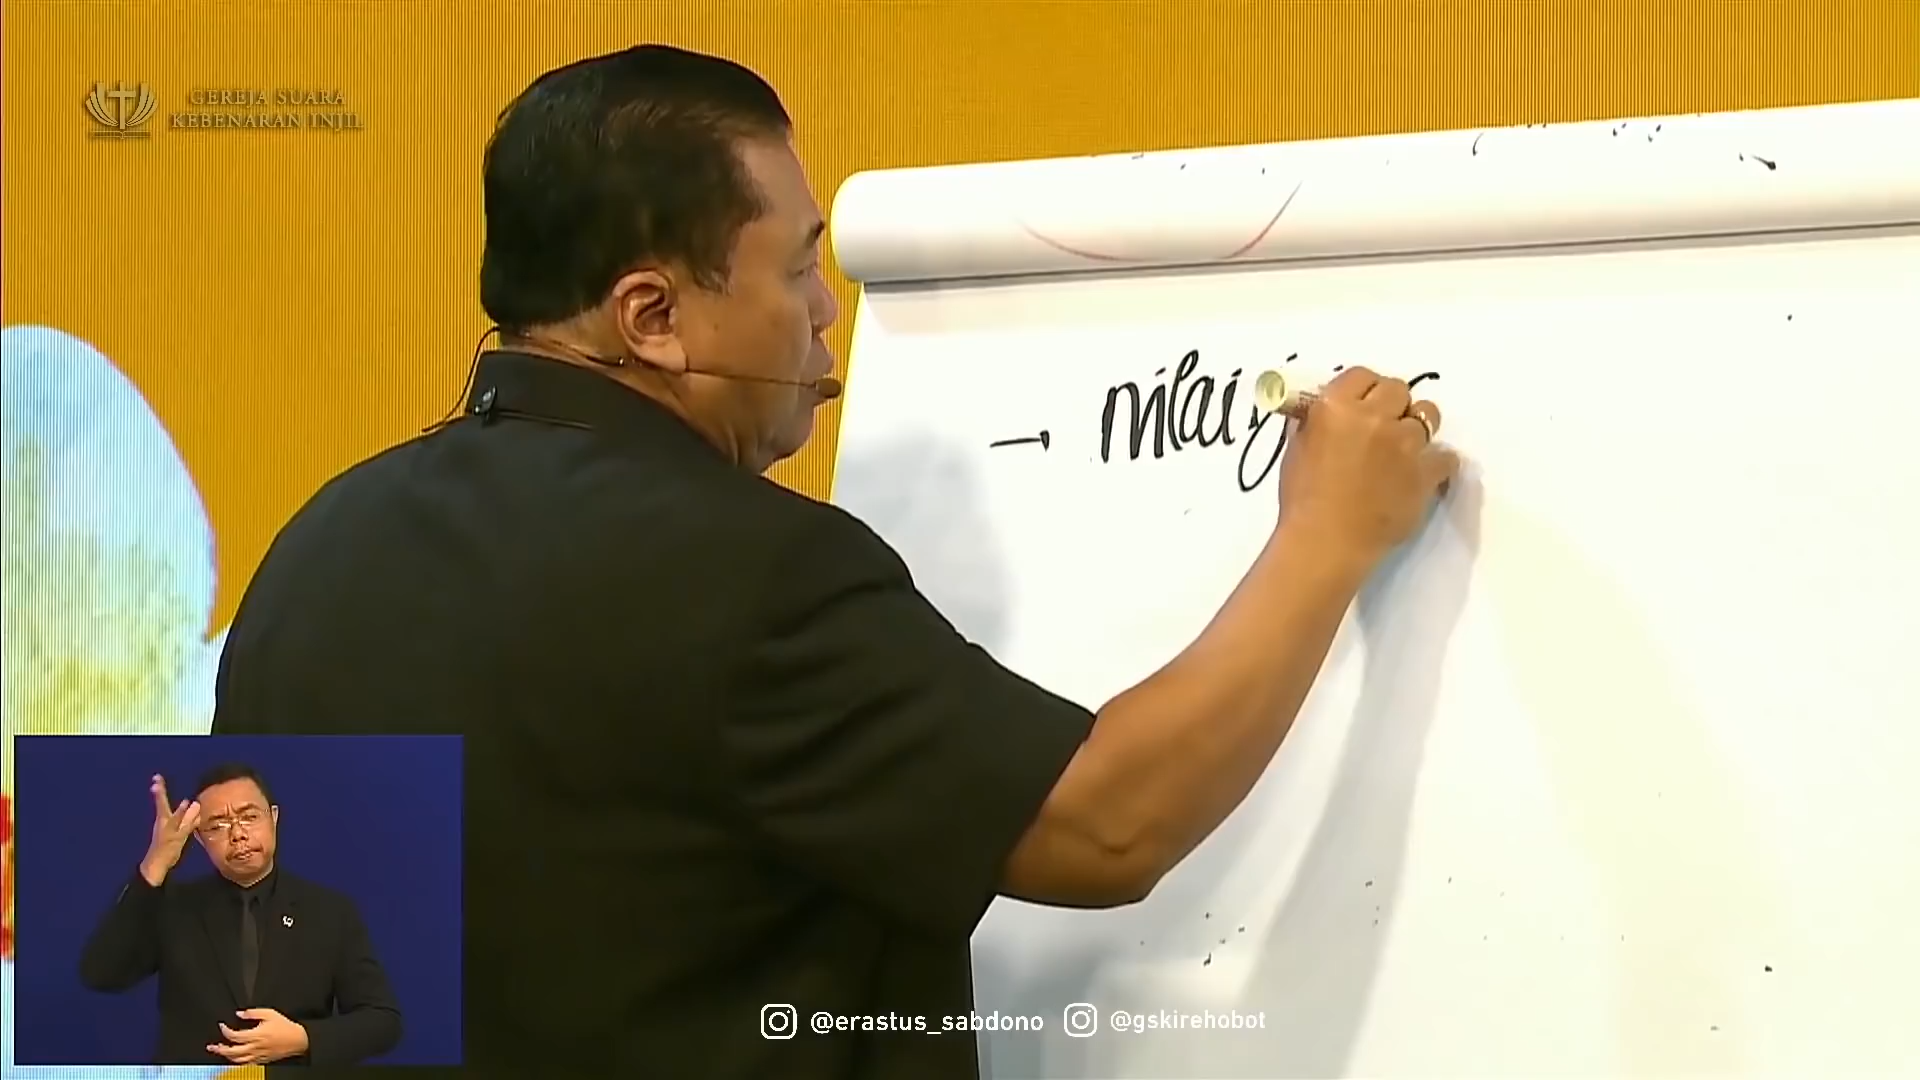 GEREJA SUARA
KEBENARAN INJIL
→ nilai
@erastus_sabdono @gskirehobot